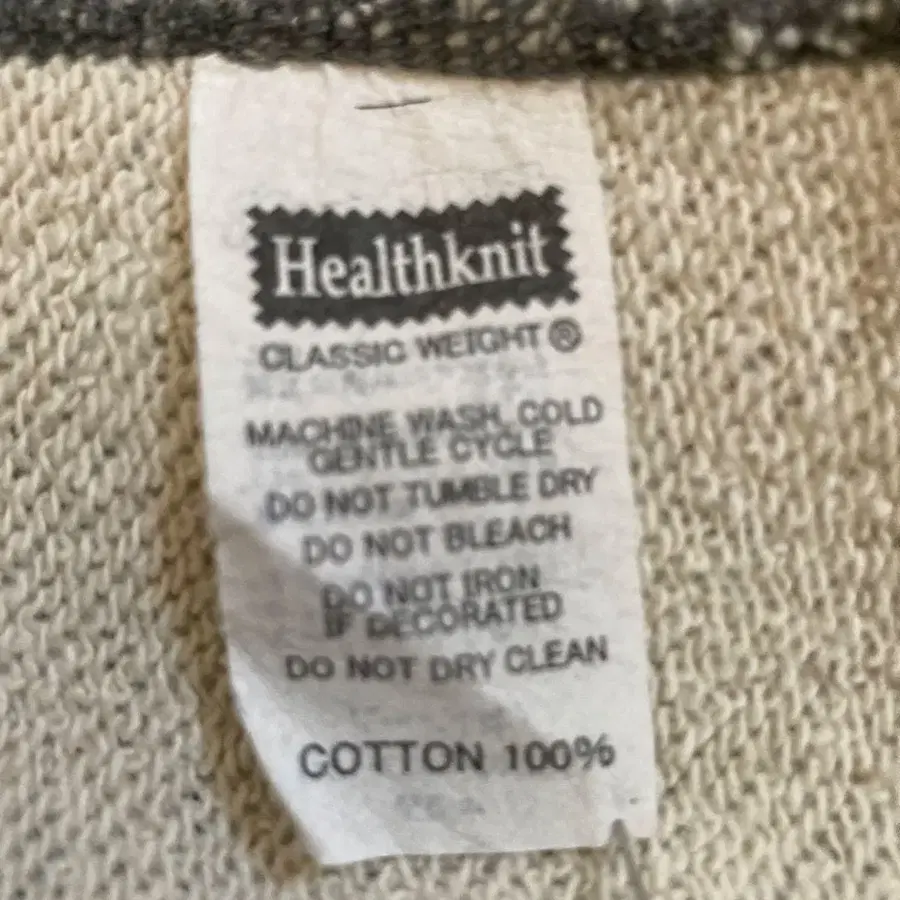 Healthknit
CLASSIC WEIGHT®
MACHINE WASH, COLD
GENTLE CYCLE
DO NOT TUMBLE DRY
DO NOT BLEACH
DO NOT IRON
IF DECORATED
DO NOT DRY CLEAN
COTTON 100%